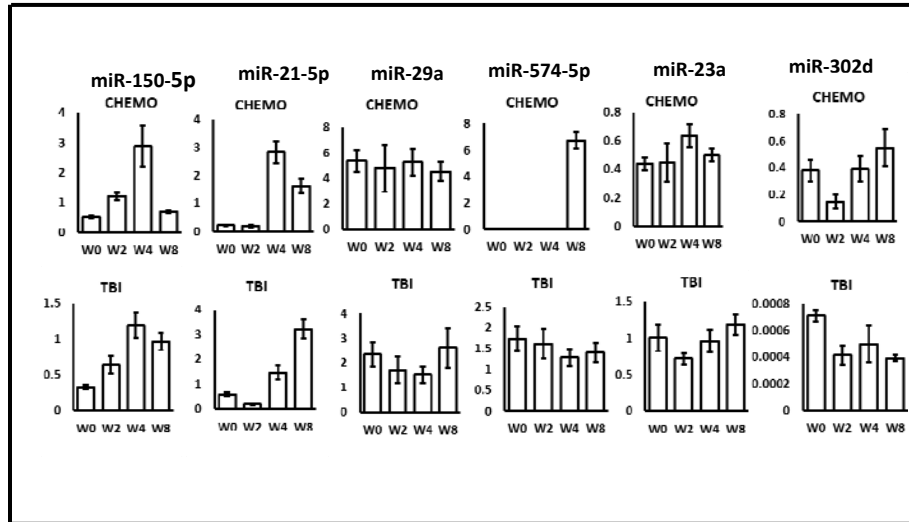 miR-150-5p miR-21-5p miR-29a miR-574-5p miR-23a miR-302d
CHEMO CHEMO CHEMO CHEMO CHEMO CHEMO
4 4 8 8 0.8 0.8
3 3 6 6 0.6 0.6
2 2 4 4 0.4 0.4
1 1 2 2 0.2 0.2
0 0 0 0 0 0
W0 W2 W4 W8 W0 W2 W4 W8 W0 W2 W4 W8 W0 W2 W4 W8 W0 W2 W4 W8 W0 W2 W4 W8
TBI TBI TBI TBI TBI TBI
1.5 4 4 2.5 1.5 0.0008
1 3 3 2 1 0.0006
0.5 2 2 1.5 0.5 0.0004
0 1 1 1 0 0.0002
0 0 0.5 0
0
W0 W2 W4 W8 W0 W2 W4 W8 W0 W2 W4 W8 W0 W2 W4 W8 W0 W2 W4 W8 W0 W2 W4 W8